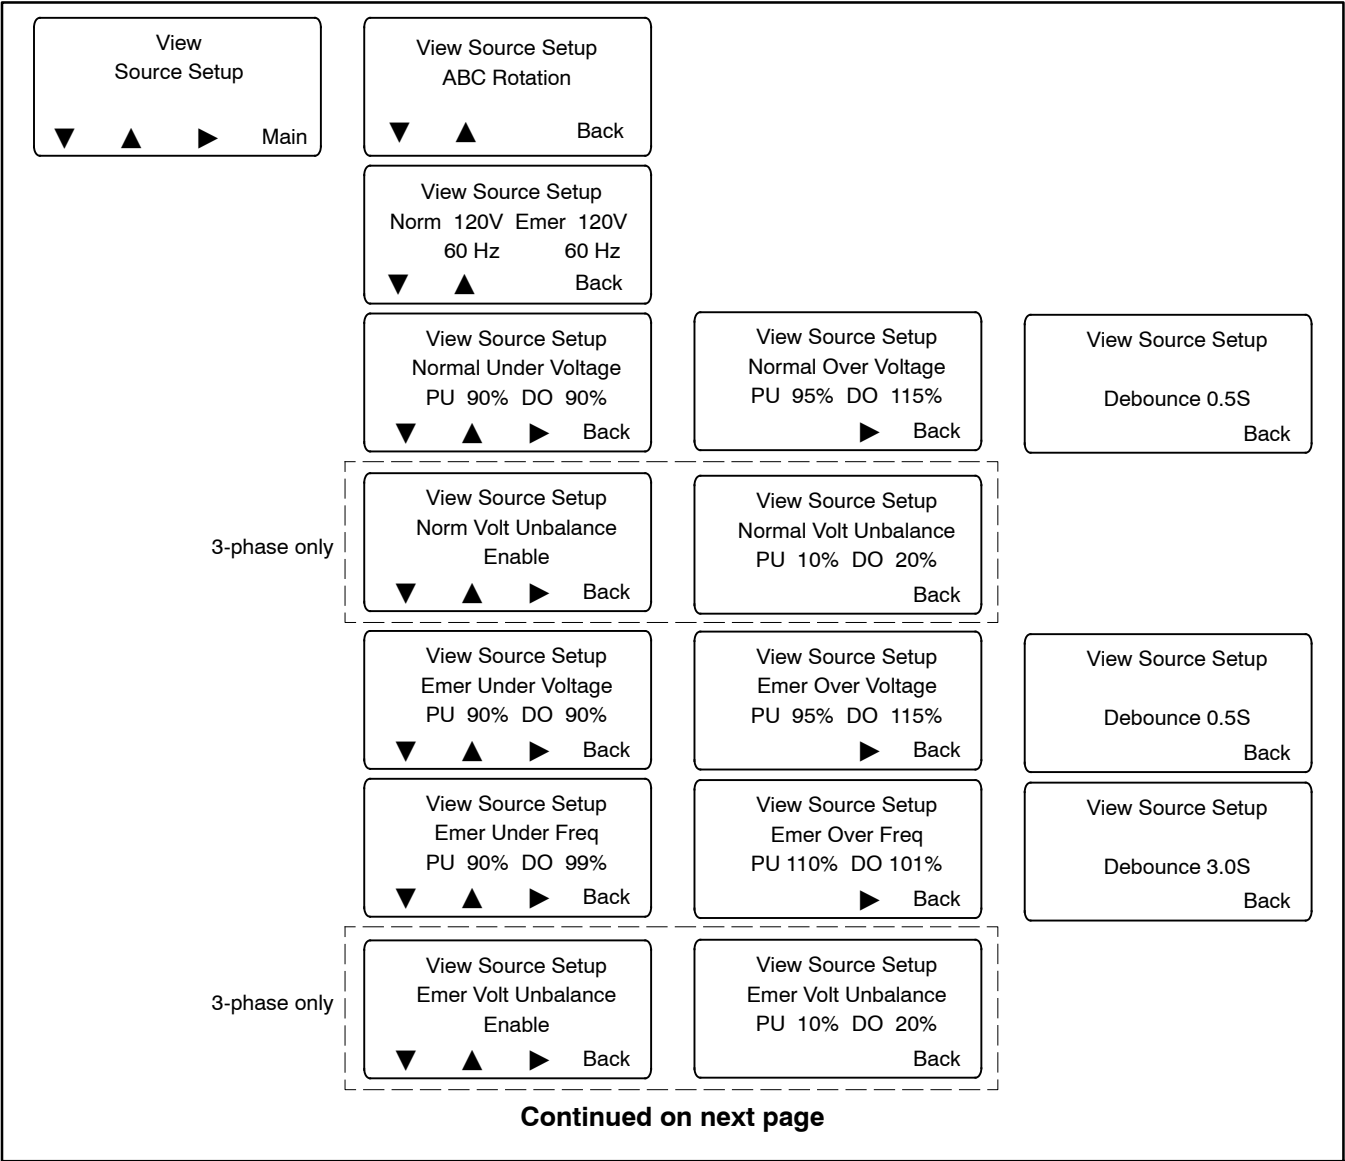 View
Source Setup
▼ ▲ ▶ Main
View Source Setup
ABC Rotation
▼ ▲ Back
View Source Setup
Norm 120V Emer 120V
60 Hz 60 Hz
▼ ▲ Back
View Source Setup
Normal Under Voltage
PU 90% DO 90%
▼ ▲ ▶ Back
View Source Setup
Normal Over Voltage
PU 95% DO 115%
▶ Back
View Source Setup
Debounce 0.5S
Back
3-phase only
View Source Setup
Norm Volt Unbalance
Enable
▼ ▲ ▶ Back
View Source Setup
Normal Volt Unbalance
PU 10% DO 20%
Back
View Source Setup
Emer Under Voltage
PU 90% DO 90%
▼ ▲ ▶ Back
View Source Setup
Emer Over Voltage
PU 95% DO 115%
▶ Back
View Source Setup
Debounce 0.5S
Back
View Source Setup
Emer Under Freq
PU 90% DO 99%
▼ ▲ ▶ Back
View Source Setup
Emer Over Freq
PU 110% DO 101%
▶ Back
View Source Setup
Debounce 3.0S
Back
3-phase only
View Source Setup
Emer Volt Unbalance
Enable
▼ ▲ ▶ Back
View Source Setup
Emer Volt Unbalance
PU 10% DO 20%
Back
Continued on next page